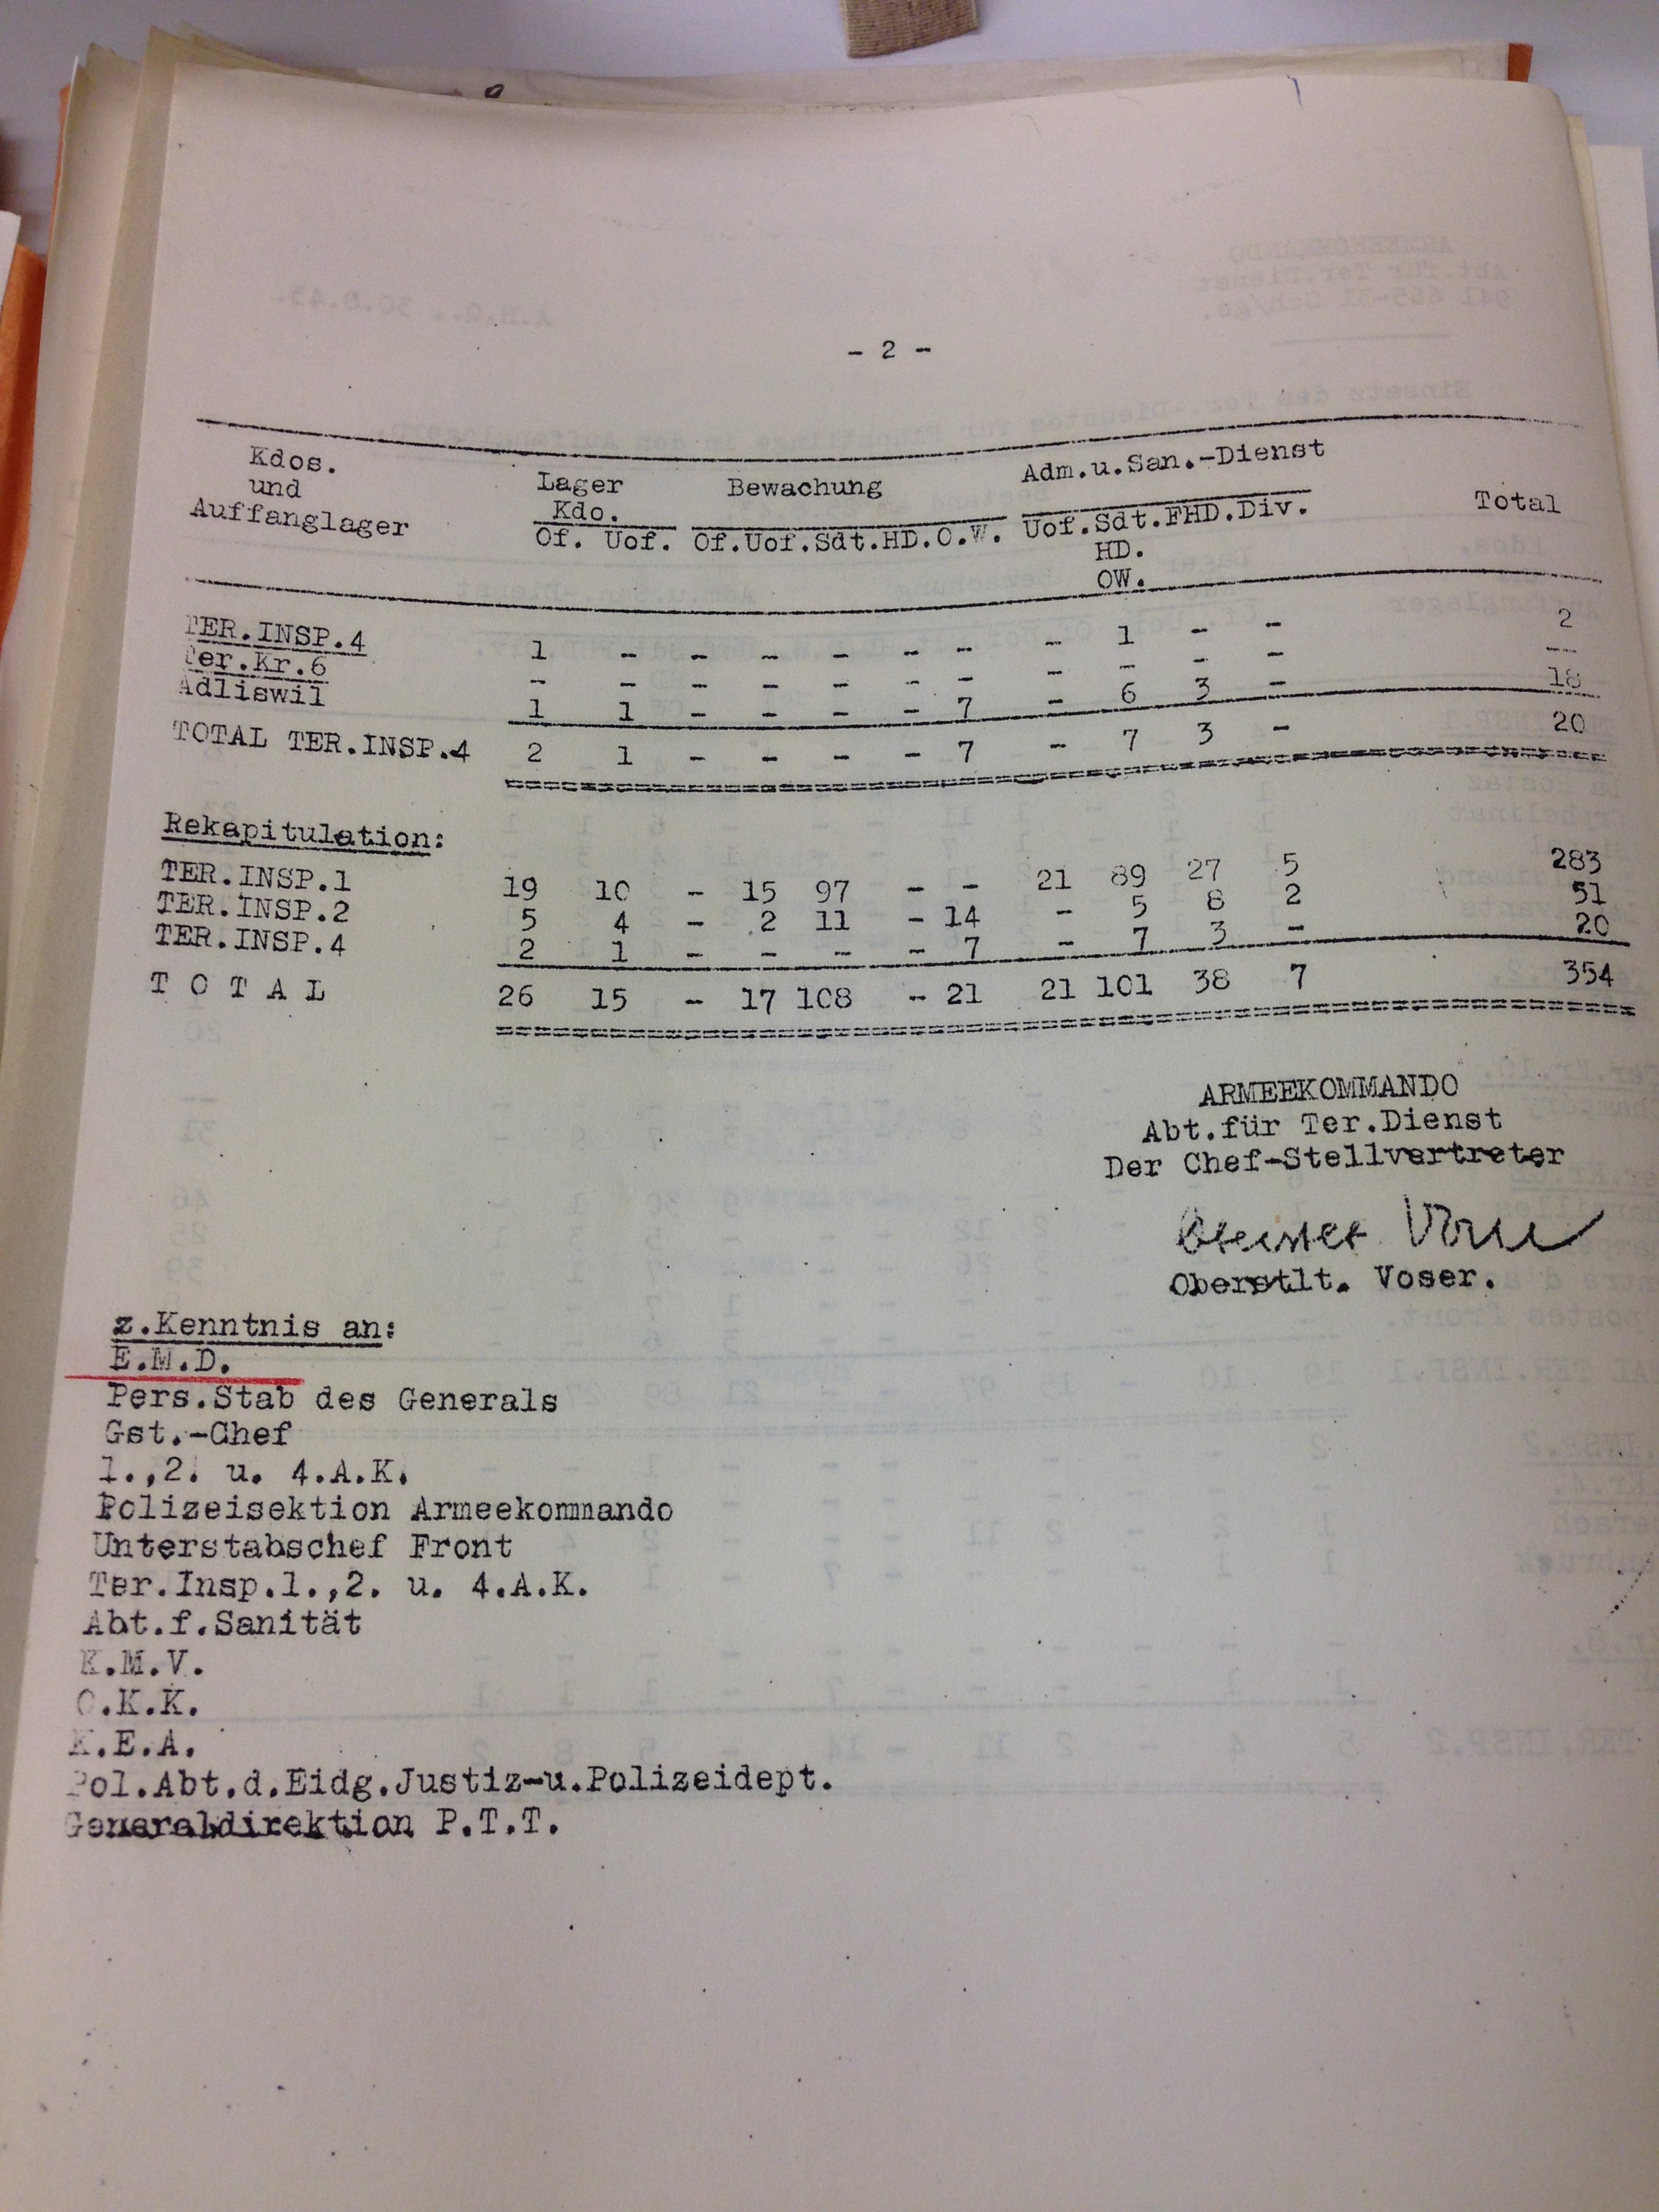 - 2 -
Kdos.
und
Auffanglager
Lager
Kdo.
Of. Uof.
Bewachung
Of.Uof.Sdt.HD.O.W.
Adm.u.San.-Dienst
Uof.Sdt.FHD.Div.
HD.
OW.
Total
TER.INSP.4 1 - - - - - - - 1 - - 2
Ter.Kr.6 - - - - - - - - - - - --
Adliswil 1 1 - - - - 7 - 6 3 - 18
TOTAL TER.INSP.4 2 1 - - - - 7 - 7 3 - 20
Rekapitulation:
TER.INSP.1 19 10 - 15 97 - - 21 89 27 5 283
TER.INSP.2 5 4 - 2 11 - 14 - 5 8 2 51
TER.INSP.4 2 1 - - - - 7 - 7 3 - 20
T O T A L 26 15 - 17 108 - 21 21 101 38 7 354
ARMEEKOMMANDO
Abt.für Ter.Dienst
Der Chef-Stellvertreter
Oberstlt. Voser.
z.Kenntnis an:
E.M.D.
Pers.Stab des Generals
Gst.-Chef
1.,2. u. 4.A.K.
Polizeisektion Armeekommando
Unterstabschef Front
Ter.Insp.1.,2. u. 4.A.K.
Abt.f.Sanität
K.M.V.
O.K.K.
K.E.A.
Pol.Abt.d.Eidg.Justiz-u.Polizeidept.
Generaldirektion P.T.T.